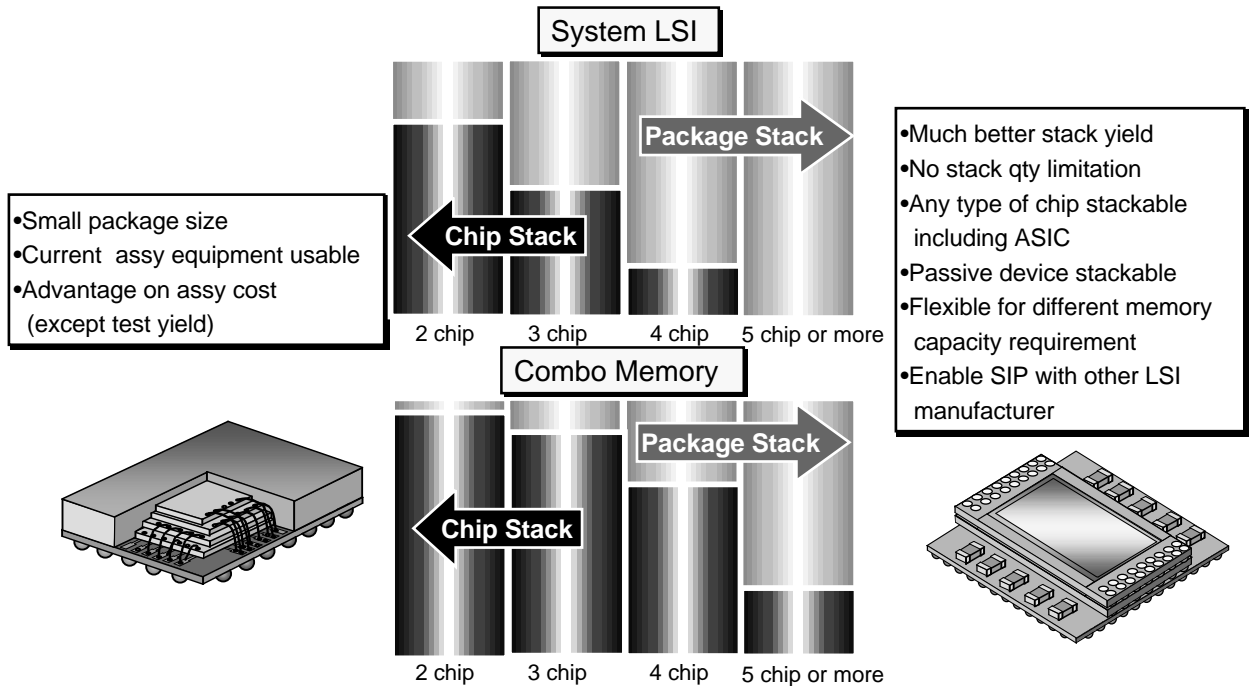 System LSI
Package Stack
Chip Stack
2 chip
3 chip
4 chip
5 chip or more
•Small package size
•Current assy equipment usable
•Advantage on assy cost
(except test yield)
•Much better stack yield
•No stack qty limitation
•Any type of chip stackable
including ASIC
•Passive device stackable
•Flexible for different memory
capacity requirement
•Enable SIP with other LSI
manufacturer
Combo Memory
Package Stack
Chip Stack
2 chip
3 chip
4 chip
5 chip or more